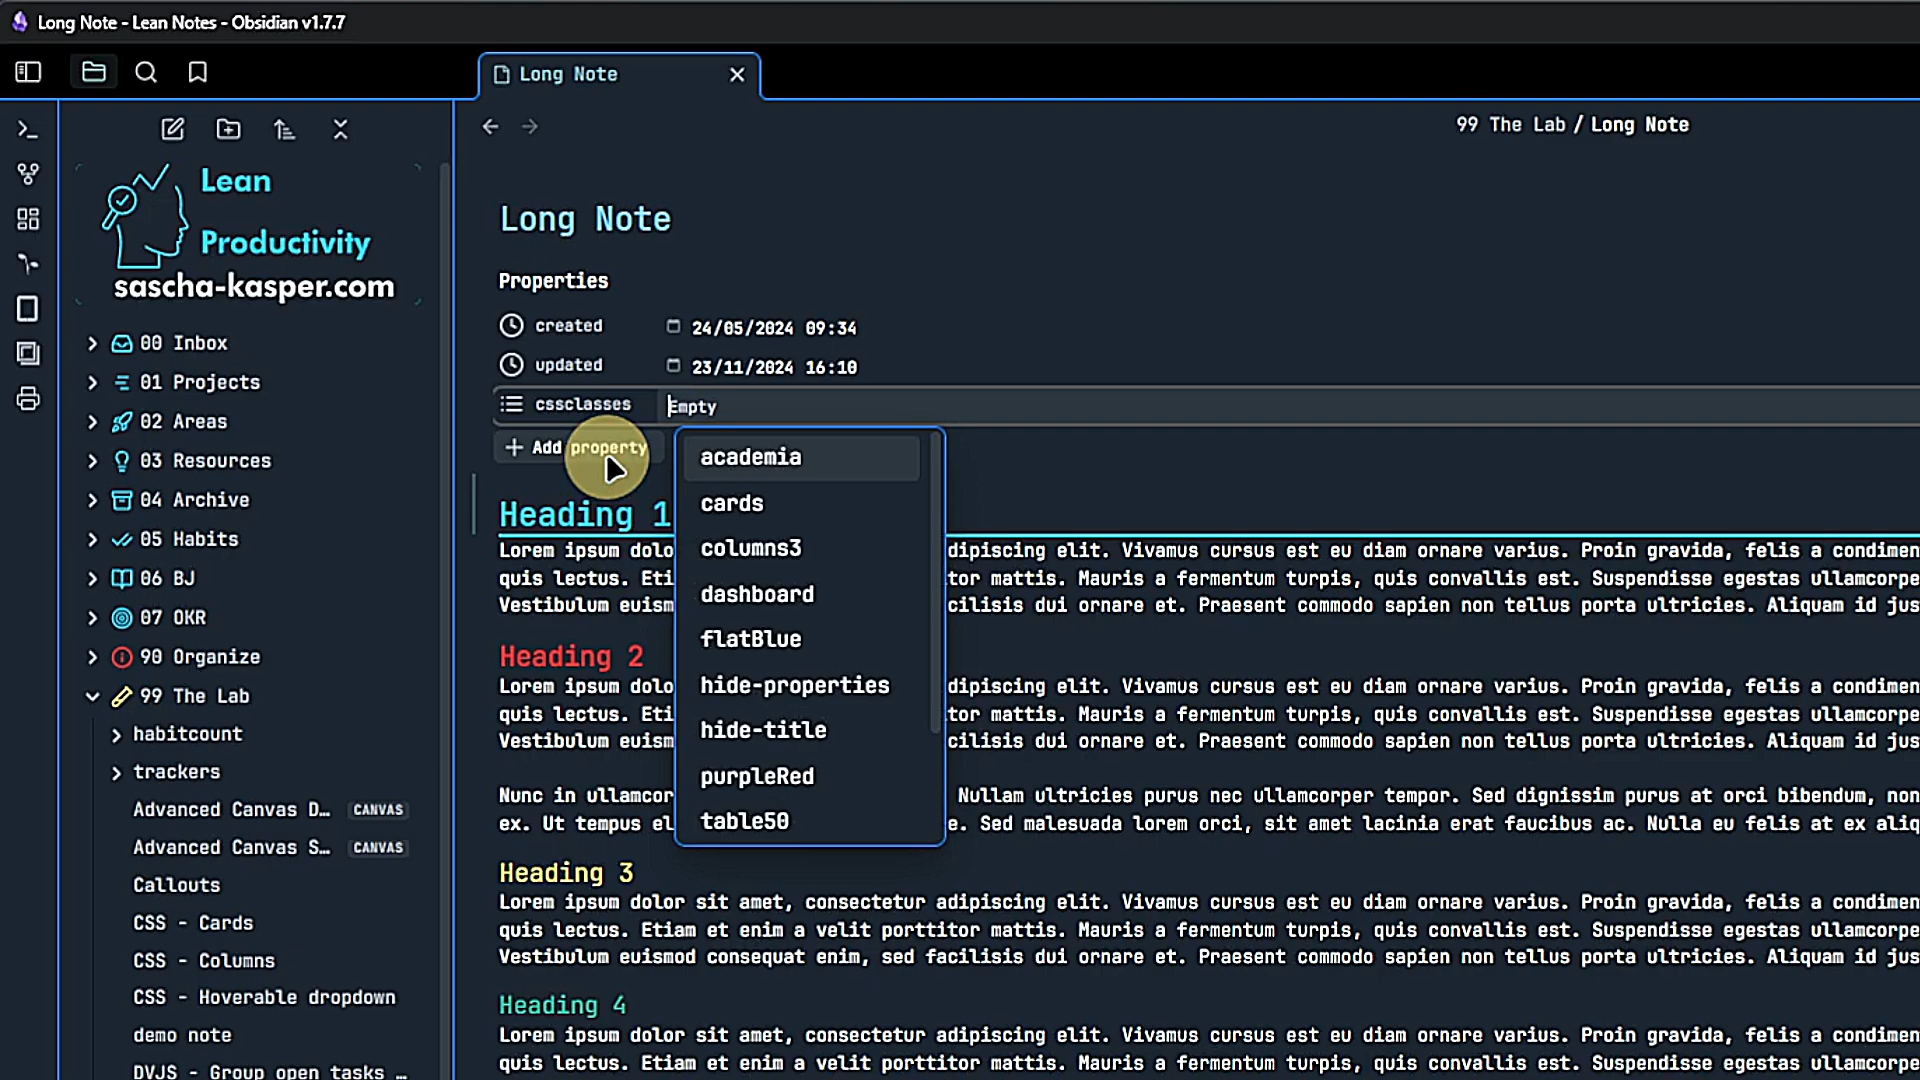 Long Note - Lean Notes - Obsidian v1.7.7
Long Note
99 The Lab / Long Note
Lean
Productivity
sascha-kasper.com
00 Inbox
01 Projects
02 Areas
03 Resources
04 Archive
05 Habits
06 BJ
07 OKR
90 Organize
99 The Lab
habitcount
trackers
Advanced Canvas D… CANVAS
Advanced Canvas S… CANVAS
Callouts
CSS - Cards
CSS - Columns
CSS - Hoverable dropdown
demo note
DVJS - Group open tasks …
Long Note
Properties
created 24/05/2024 09:34
updated 23/11/2024 16:10
cssclasses Empty
+ Add property
academia
cards
columns3
dashboard
flatBlue
hide-properties
hide-title
purpleRed
table50
Heading 1
Lorem ipsum dolo dipiscing elit. Vivamus cursus est eu diam ornare varius. Proin gravida, felis a condimen
quis lectus. Eti tor mattis. Mauris a fermentum turpis, quis convallis est. Suspendisse egestas ullamcorpe
Vestibulum euism cilisis dui ornare et. Praesent commodo sapien non tellus porta ultricies. Aliquam id jus
Heading 2
Lorem ipsum dolo dipiscing elit. Vivamus cursus est eu diam ornare varius. Proin gravida, felis a condimen
quis lectus. Eti tor mattis. Mauris a fermentum turpis, quis convallis est. Suspendisse egestas ullamcorpe
Vestibulum euism cilisis dui ornare et. Praesent commodo sapien non tellus porta ultricies. Aliquam id jus
Nunc in ullamcor Nullam ultricies purus nec ullamcorper tempor. Sed dignissim purus at orci bibendum, non
ex. Ut tempus el e. Sed malesuada lorem orci, sit amet lacinia erat faucibus ac. Nulla eu felis at ex aliq
Heading 3
Lorem ipsum dolor sit amet, consectetur adipiscing elit. Vivamus cursus est eu diam ornare varius. Proin gravida, felis a condimen
quis lectus. Etiam et enim a velit porttitor mattis. Mauris a fermentum turpis, quis convallis est. Suspendisse egestas ullamcorpe
Vestibulum euismod consequat enim, sed facilisis dui ornare et. Praesent commodo sapien non tellus porta ultricies. Aliquam id jus
Heading 4
Lorem ipsum dolor sit amet, consectetur adipiscing elit. Vivamus cursus est eu diam ornare varius. Proin gravida, felis a condimen
quis lectus. Etiam et enim a velit porttitor mattis. Mauris a fermentum turpis, quis convallis est. Suspendisse egestas ullamcorpe